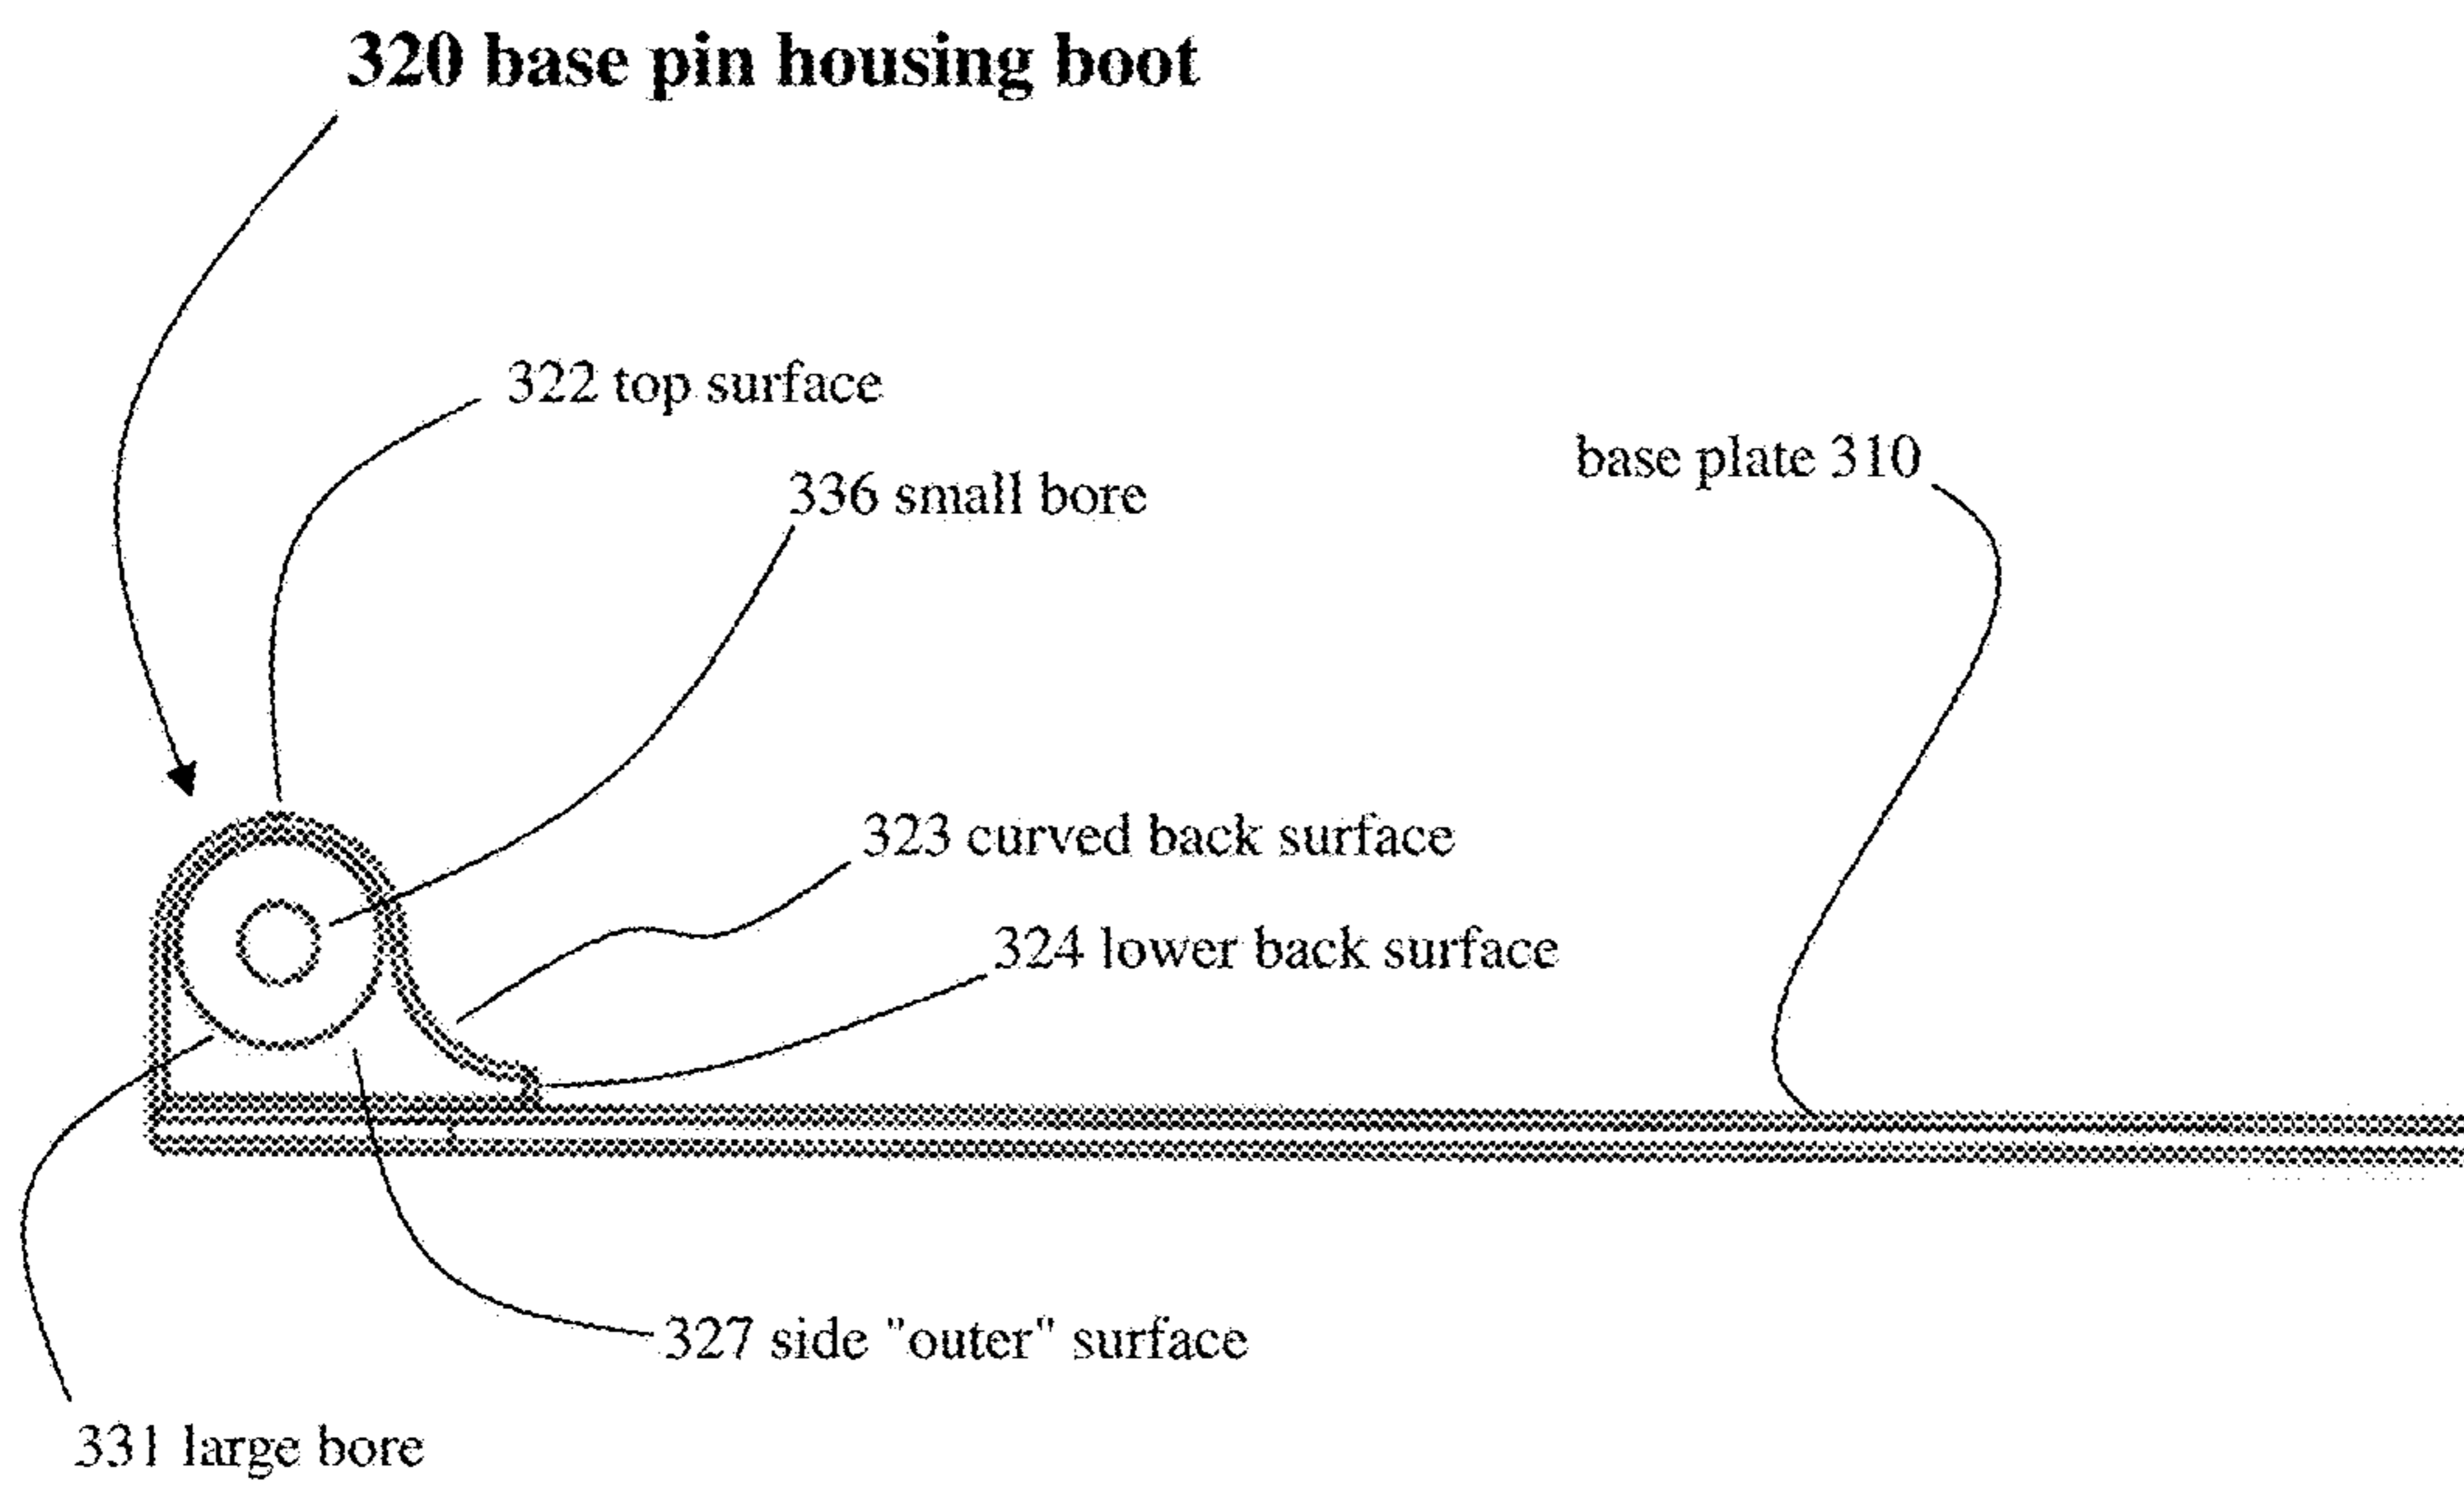 320 base pin housing boot
322 top surface
base plate 310
336 small bore
323 curved back surface
324 lower back surface
327 side "outer" surface
331 large bore